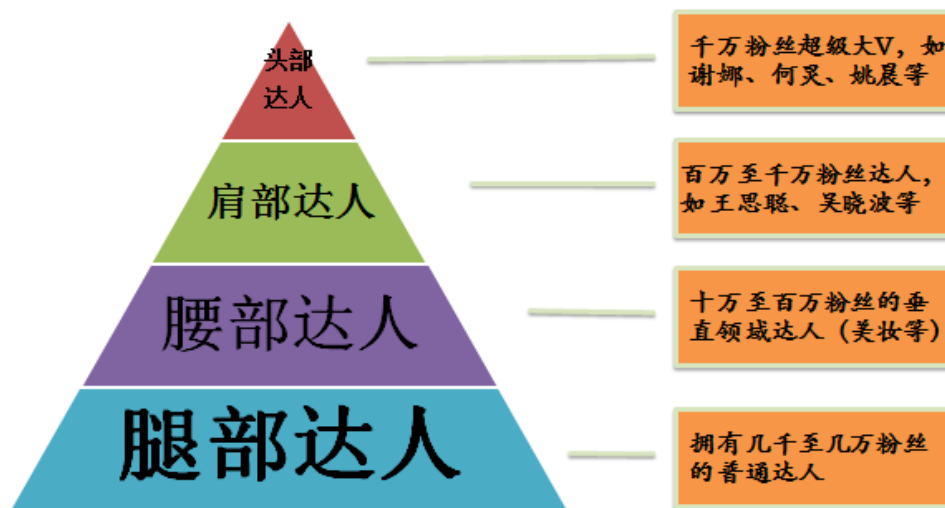 头部
达人
千万粉丝超级大V，如
谢娜、何炅、姚晨等
肩部达人
百万至千万粉丝达人，
如王思聪、吴晓波等
腰部达人
十万至百万粉丝的垂
直领域达人（美妆等）
腿部达人
拥有几千至几万粉丝
的普通达人